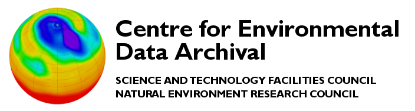 Centre for Environmental
Data Archival
SCIENCE AND TECHNOLOGY FACILITIES COUNCIL
NATURAL ENVIRONMENT RESEARCH COUNCIL